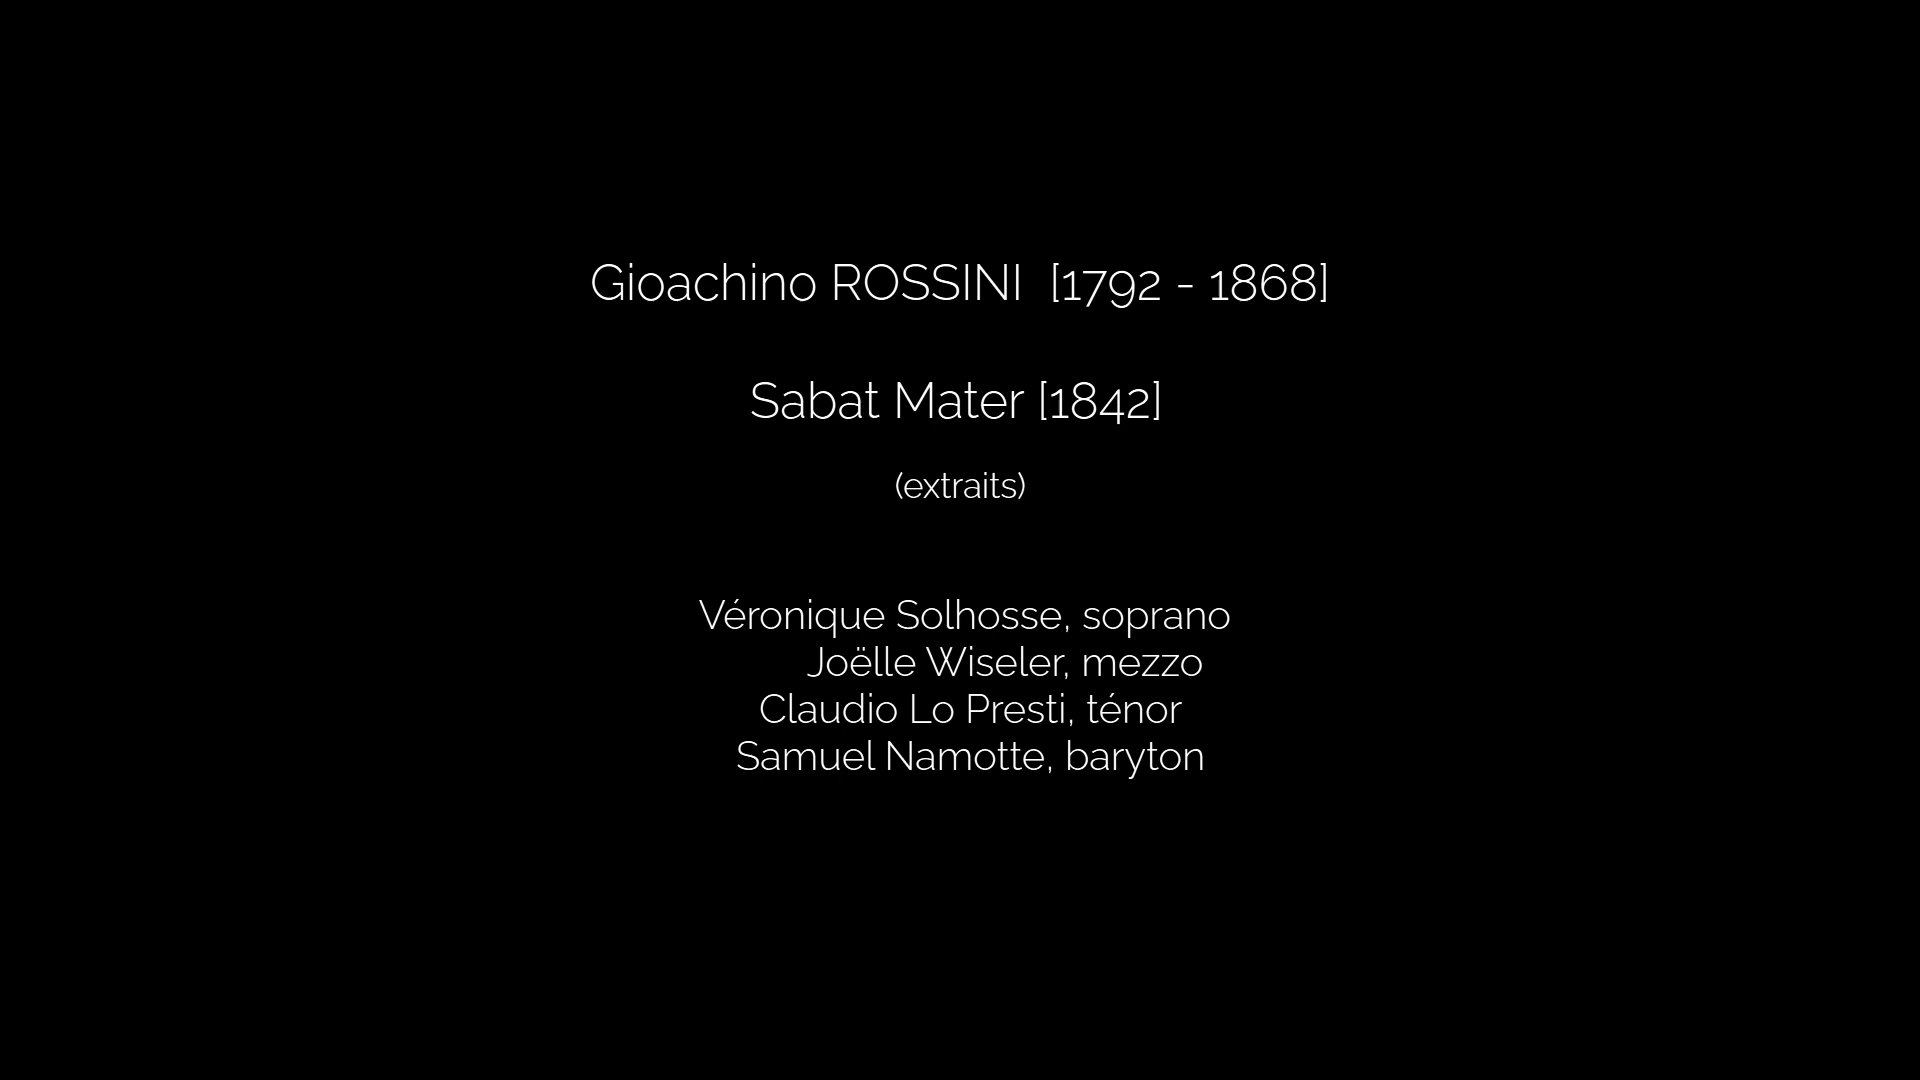 Gioachino ROSSINI  [1792 - 1868]
Sabat Mater [1842]
(extraits)
Véronique Solhosse, soprano
Joëlle Wiseler, mezzo
Claudio Lo Presti, ténor
Samuel Namotte, baryton